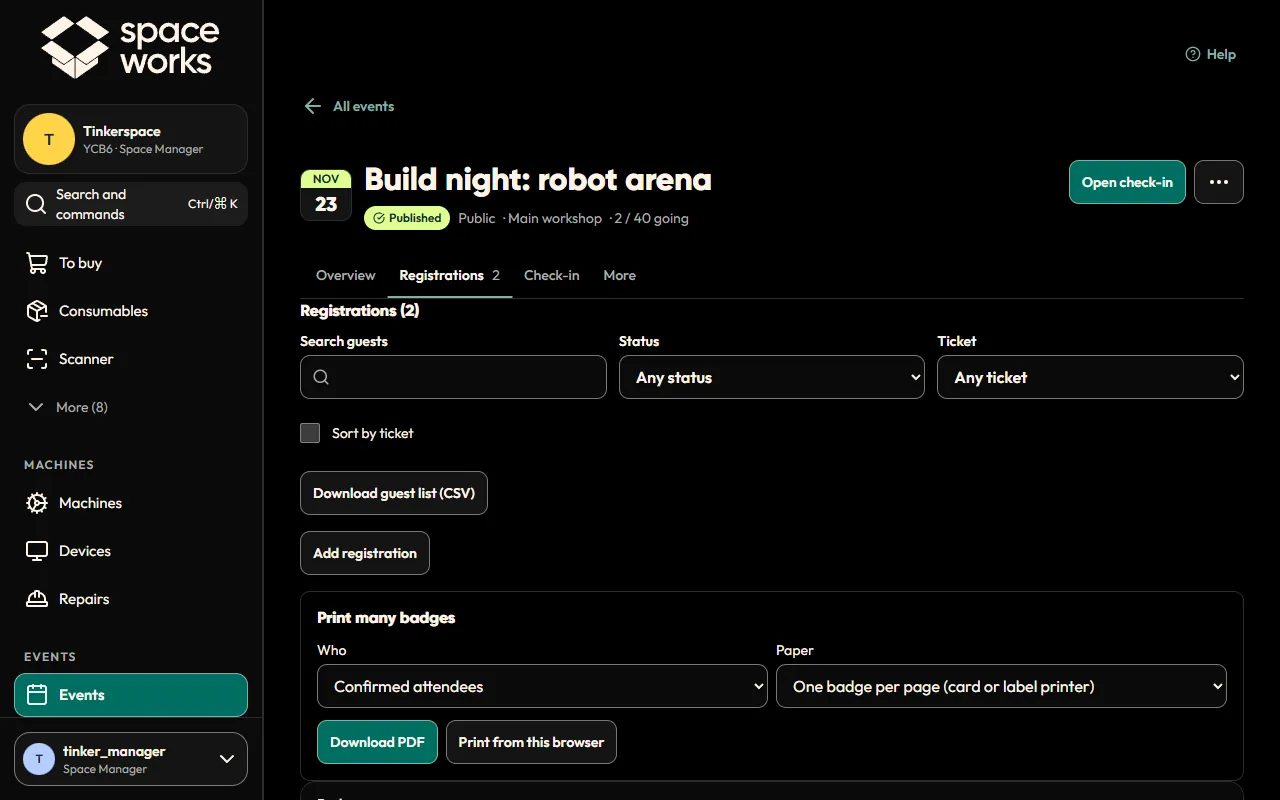 space
works
Help
T
Tinkerspace
YCB6 · Space Manager
Search and
commands
Ctrl/⌘ K
To buy
Consumables
Scanner
More (8)
MACHINES
Machines
Devices
Repairs
EVENTS
Events
T
tinker_manager
Space Manager
All events
NOV
23
Build night: robot arena
Published
Public · Main workshop · 2 / 40 going
Open check-in
Overview
Registrations 2
Check-in
More
Registrations (2)
Search guests
Status
Ticket
Any status
Any ticket
Sort by ticket
Download guest list (CSV)
Add registration
Print many badges
Who
Paper
Confirmed attendees
One badge per page (card or label printer)
Download PDF
Print from this browser